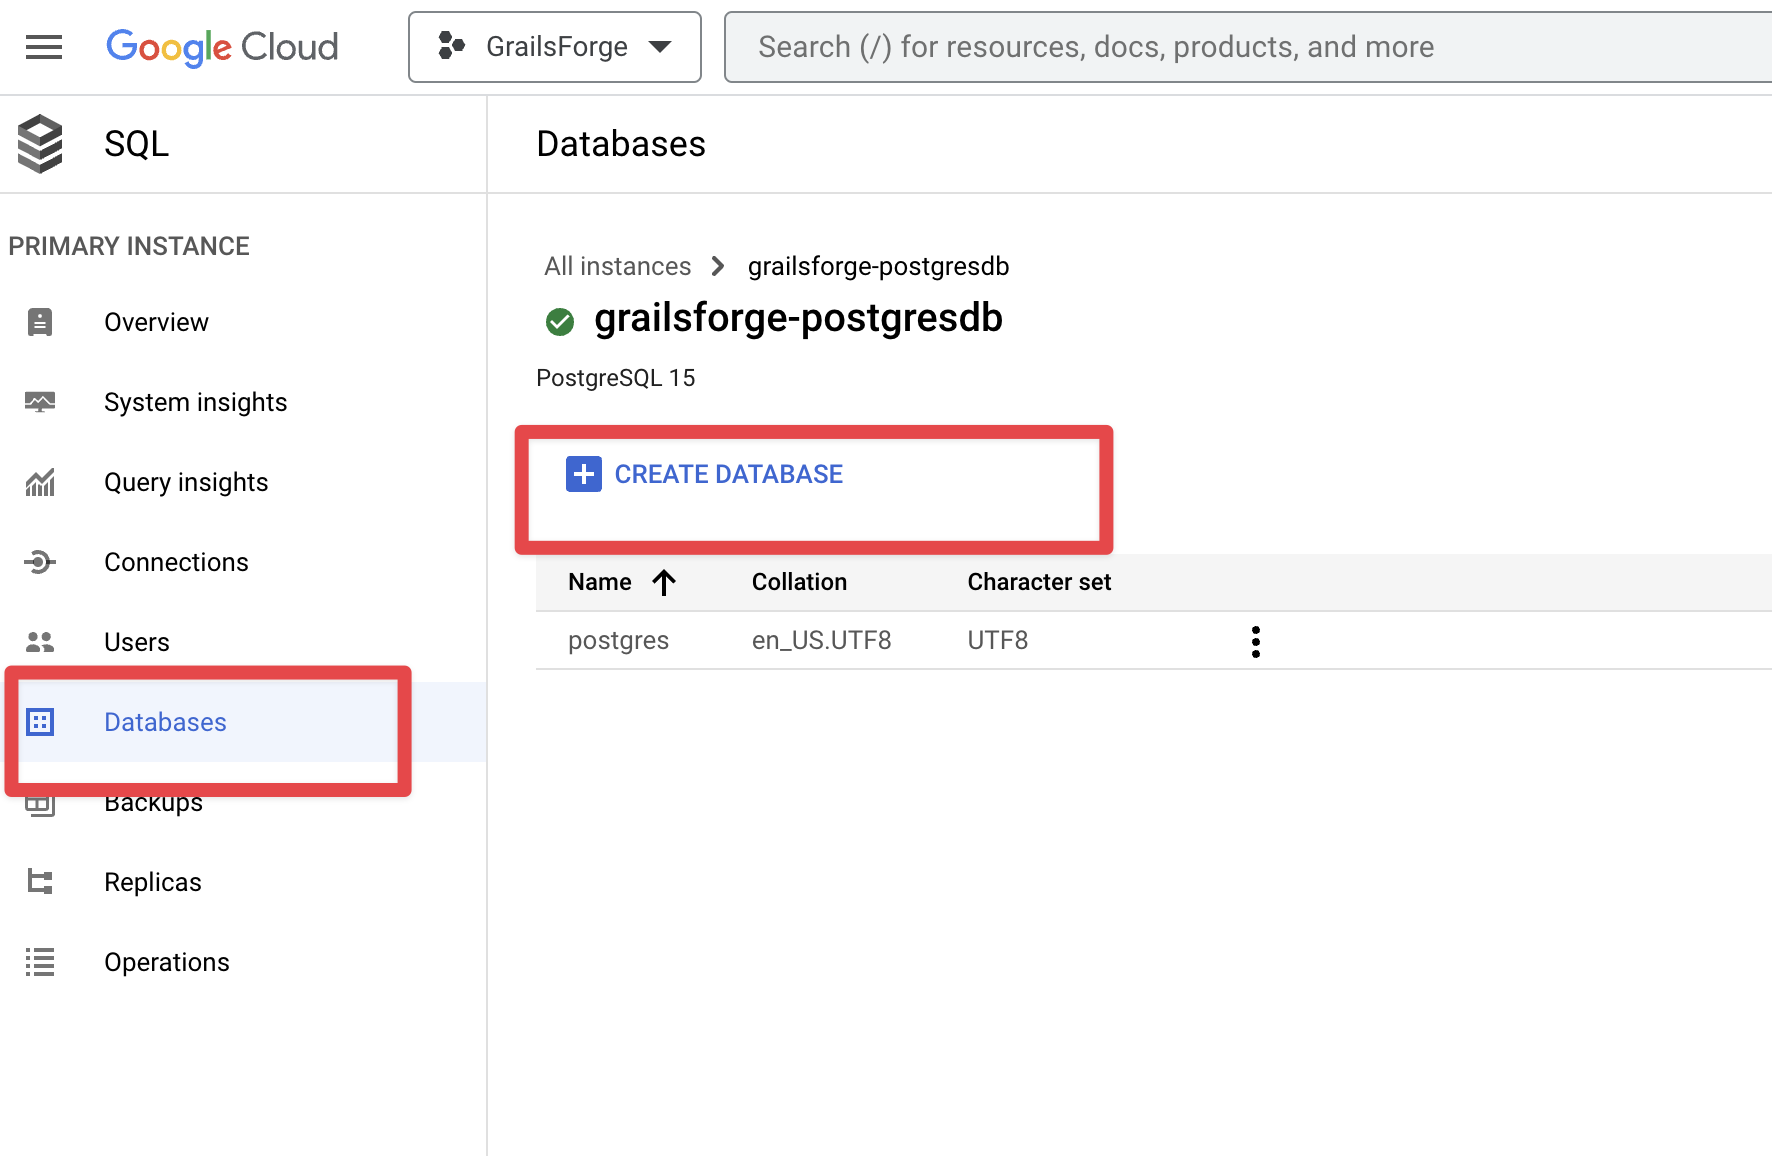 Google Cloud
GrailsForge
Search (/) for resources, docs, products, and more
SQL
Databases
PRIMARY INSTANCE
Overview
System insights
Query insights
Connections
Users
Databases
Backups
Replicas
Operations
All instances
grailsforge-postgresdb
grailsforge-postgresdb
PostgreSQL 15
CREATE DATABASE
Name Collation Character set
postgres en_US.UTF8 UTF8